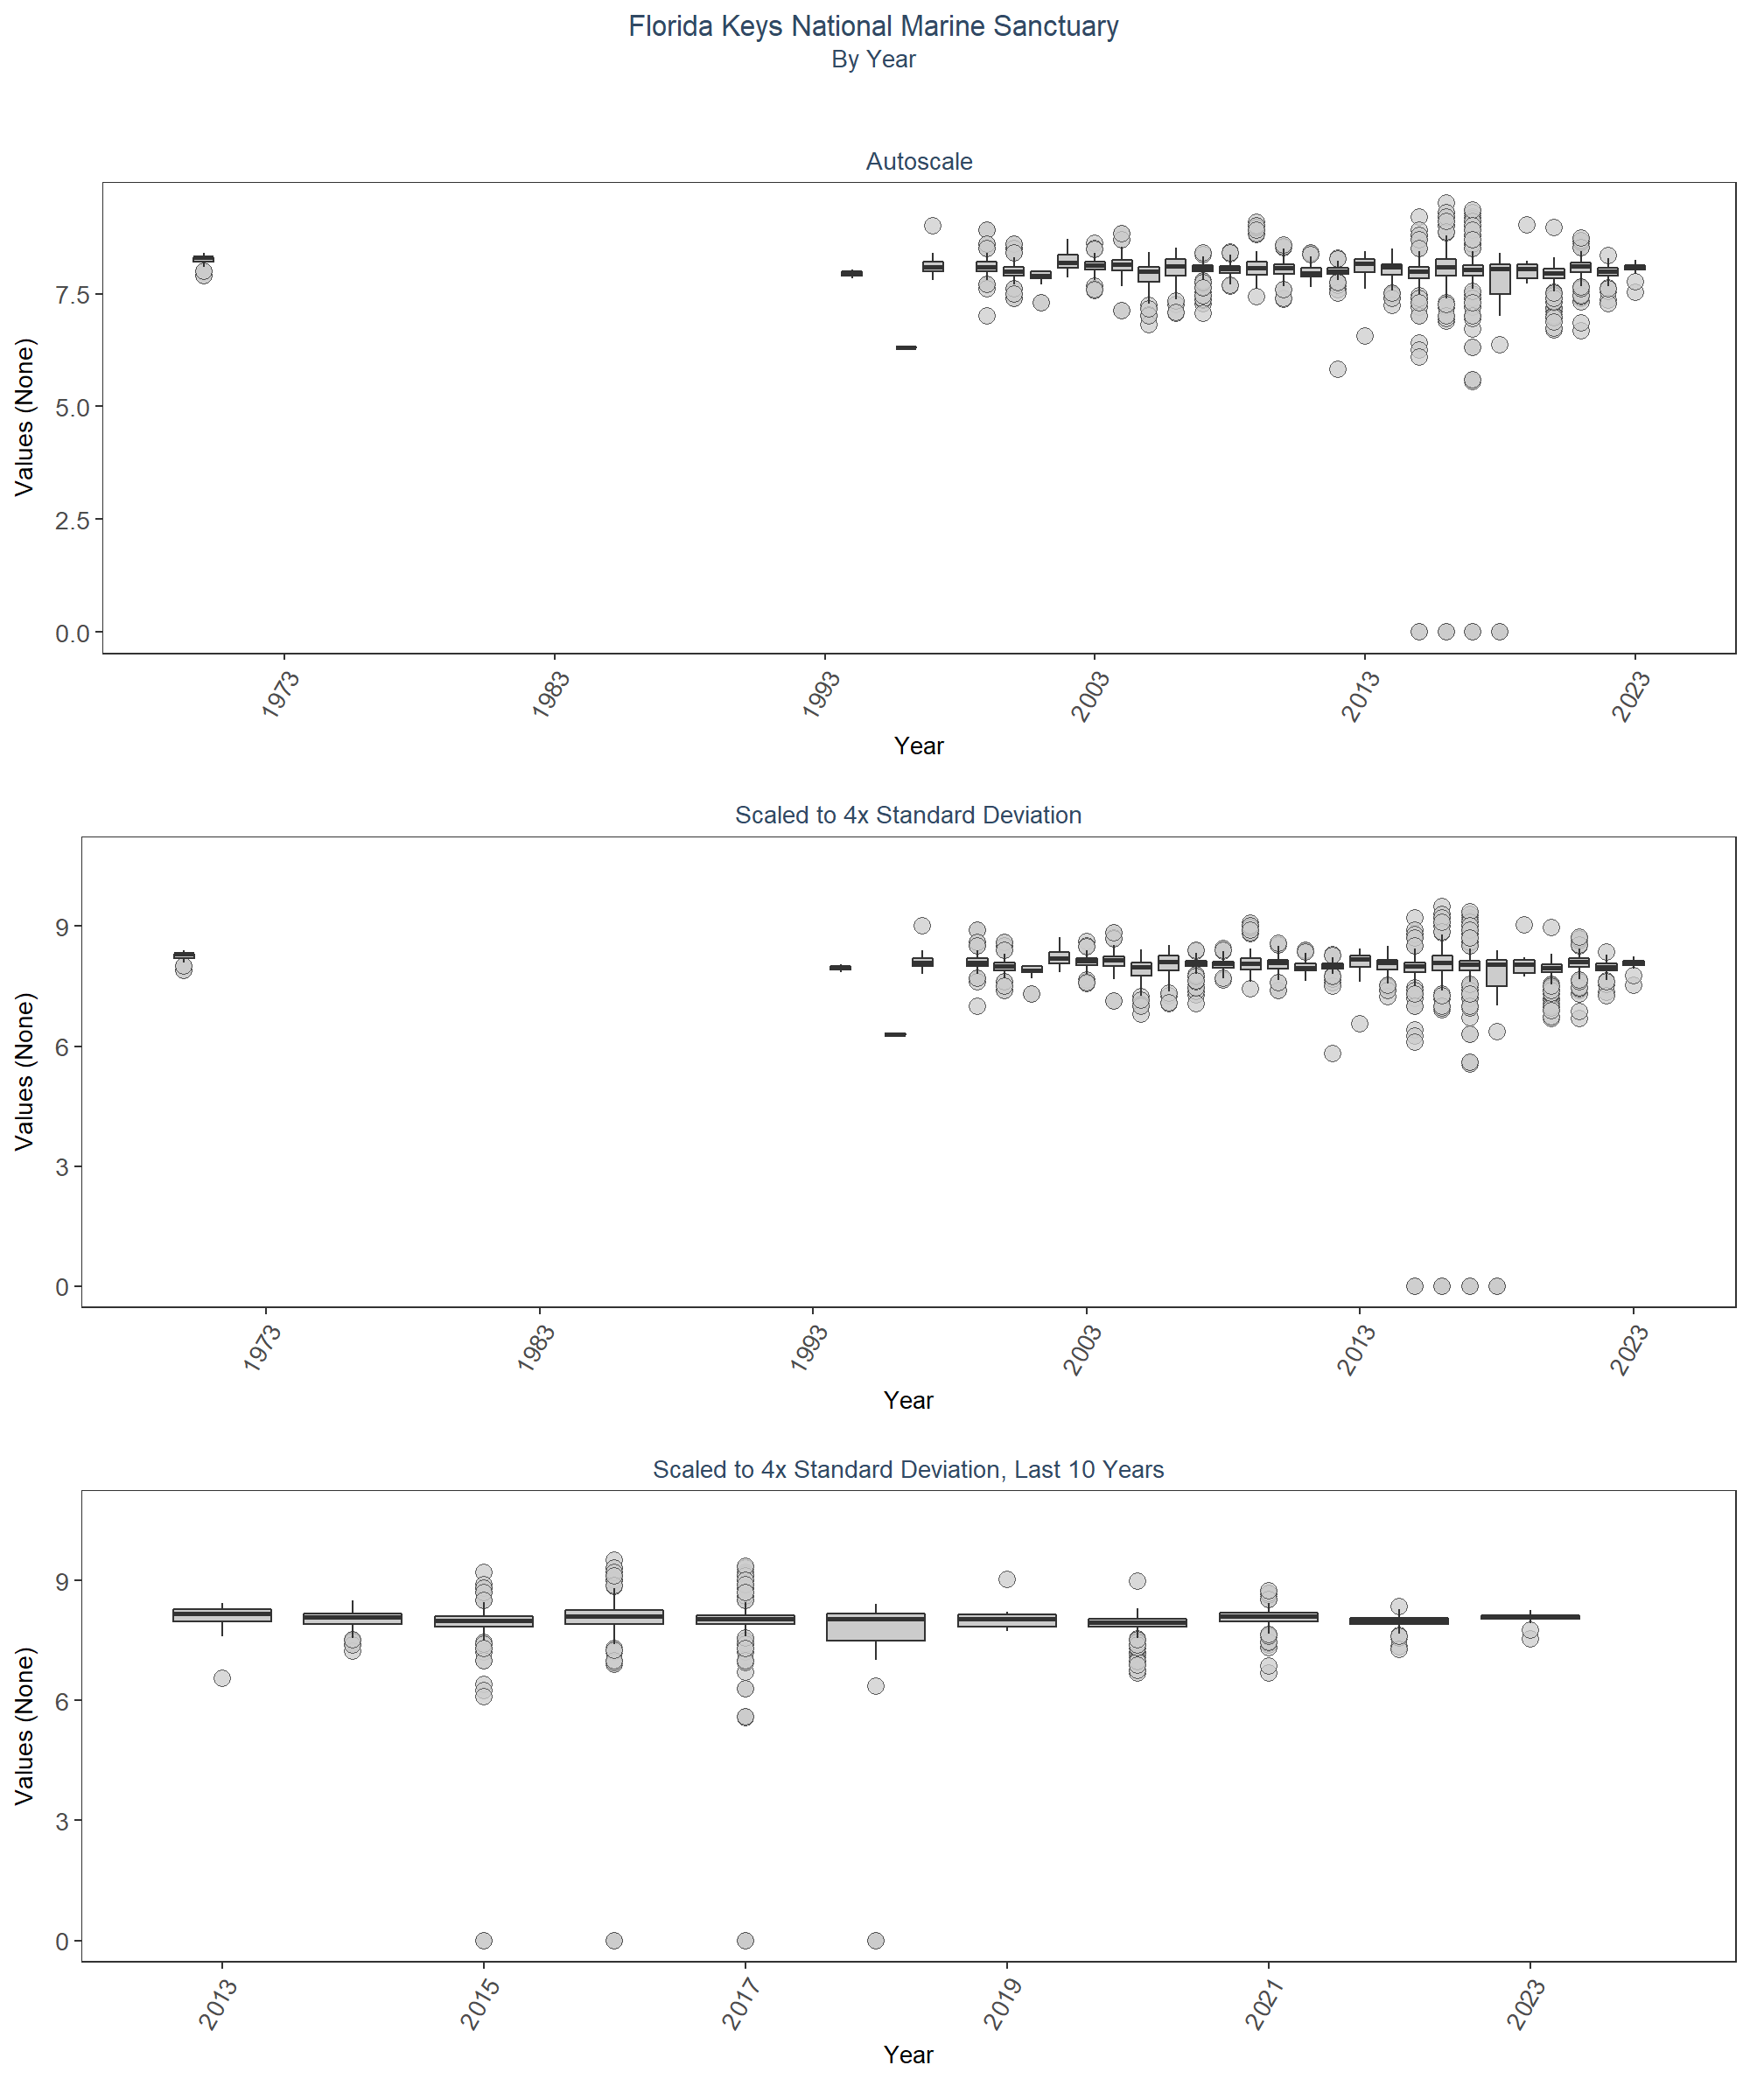 Florida Keys National Marine Sanctuary
By Year
Autoscale
Values (None)
7.5
5.0
2.5
0.0
1973
1983
1993
2003
2013
2023
Year
Scaled to 4x Standard Deviation
Values (None)
9
6
3
0
1973
1983
1993
2003
2013
2023
Year
Scaled to 4x Standard Deviation, Last 10 Years
Values (None)
9
6
3
0
2013
2015
2017
2019
2021
2023
Year